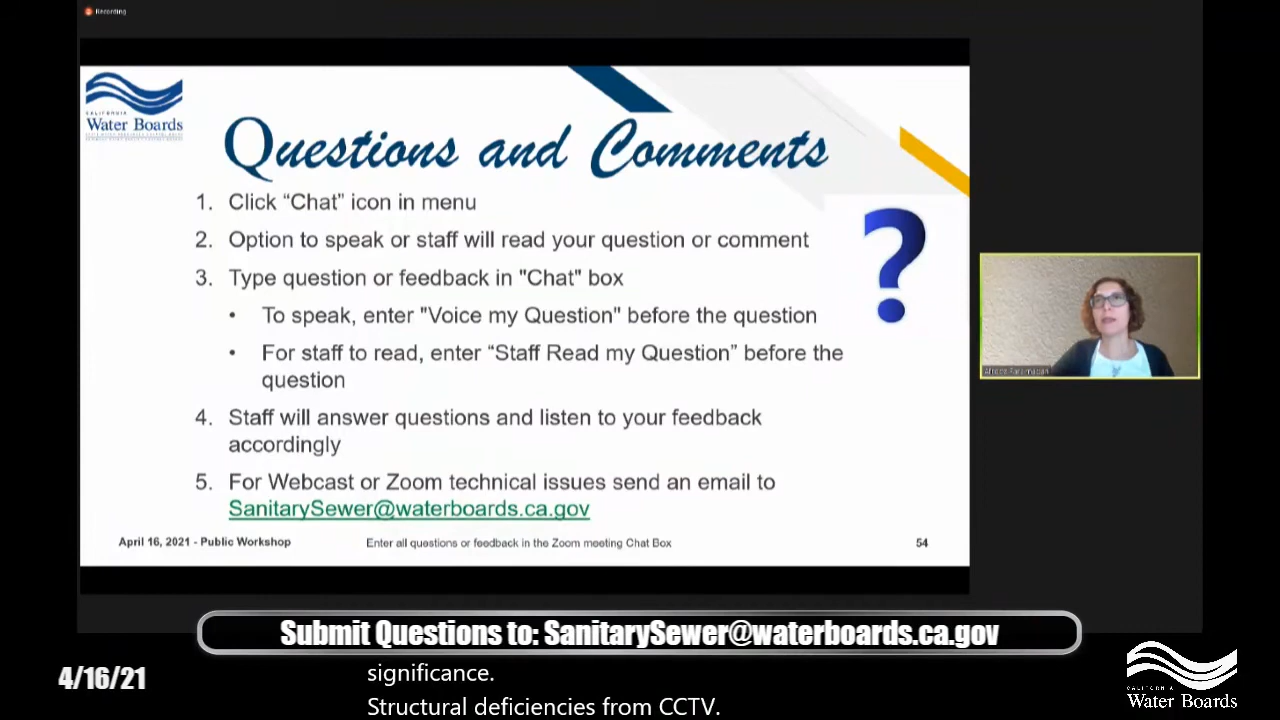 Recording
CALIFORNIA
Water Boards
Questions and Comments
1. Click “Chat” icon in menu
2. Option to speak or staff will read your question or comment
3. Type question or feedback in "Chat" box
• To speak, enter "Voice my Question" before the question
• For staff to read, enter “Staff Read my Question” before the
question
4. Staff will answer questions and listen to your feedback
accordingly
5. For Webcast or Zoom technical issues send an email to
SanitarySewer@waterboards.ca.gov
April 16, 2021 - Public Workshop
Enter all questions or feedback in the Zoom meeting Chat Box
54
?
Submit Questions to: SanitarySewer@waterboards.ca.gov
4/16/21
significance.
Structural deficiencies from CCTV.
CALIFORNIA
Water Boards